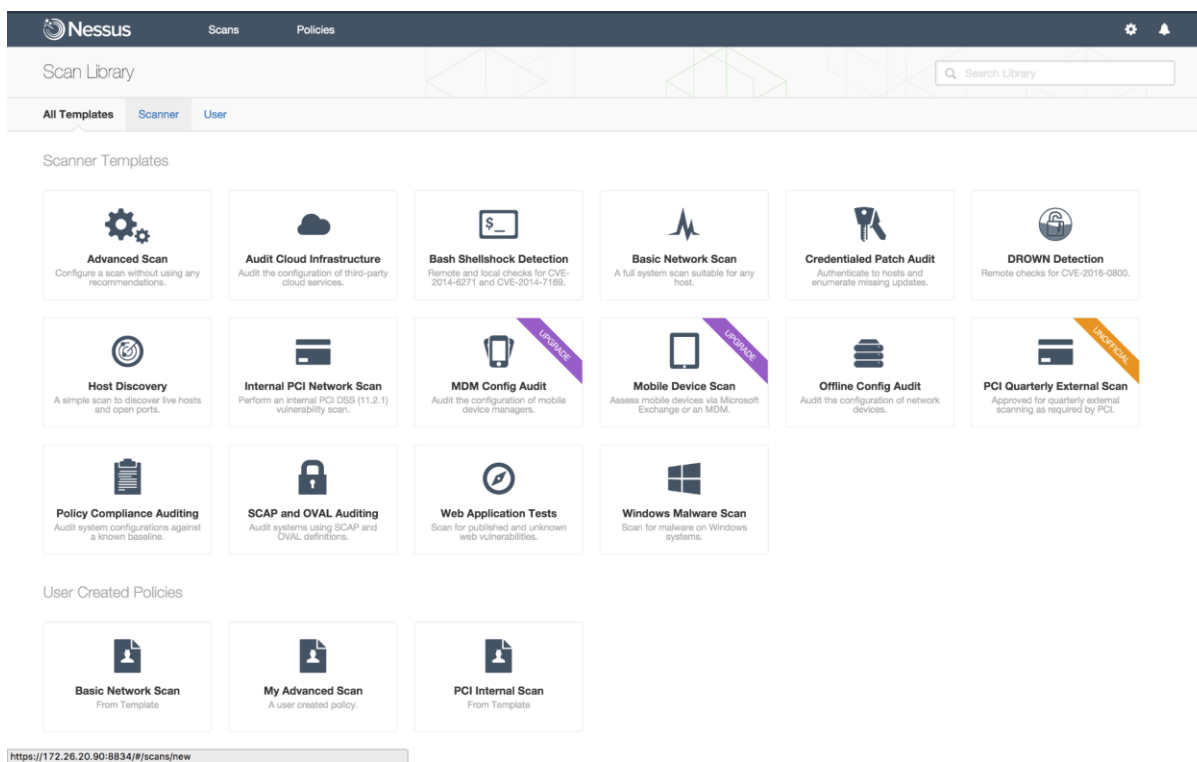 Nessus Scans Policies
Scan Library
Search Library
All Templates Scanner User
Scanner Templates
$_
Advanced Scan
Configure a scan without using any
recommendations.
Audit Cloud Infrastructure
Audit the configuration of third-party
cloud services.
Bash Shellshock Detection
Remote and local checks for CVE-
2014-6271 and CVE-2014-7169.
Basic Network Scan
A full system scan suitable for any
host.
Credentialed Patch Audit
Authenticate to hosts and
enumerate missing updates.
DROWN Detection
Remote checks for CVE-2016-0800.
Host Discovery
A simple scan to discover live hosts
and open ports.
Internal PCI Network Scan
Perform an internal PCI DSS (11.2.1)
vulnerability scan.
UPGRADE
MDM Config Audit
Audit the configuration of mobile
device managers.
UPGRADE
Mobile Device Scan
Assess mobile devices via Microsoft
Exchange or an MDM.
Offline Config Audit
Audit the configuration of network
devices.
UNOFFICIAL
PCI Quarterly External Scan
Approved for quarterly external
scanning as required by PCI.
Policy Compliance Auditing
Audit system configurations against
a known baseline.
SCAP and OVAL Auditing
Audit systems using SCAP and
OVAL definitions.
Web Application Tests
Scan for published and unknown
web vulnerabilities.
Windows Malware Scan
Scan for malware on Windows
systems.
User Created Policies
Basic Network Scan
From Template
My Advanced Scan
A user created policy.
PCI Internal Scan
From Template
https://172.26.20.90:8834/#/scans/new